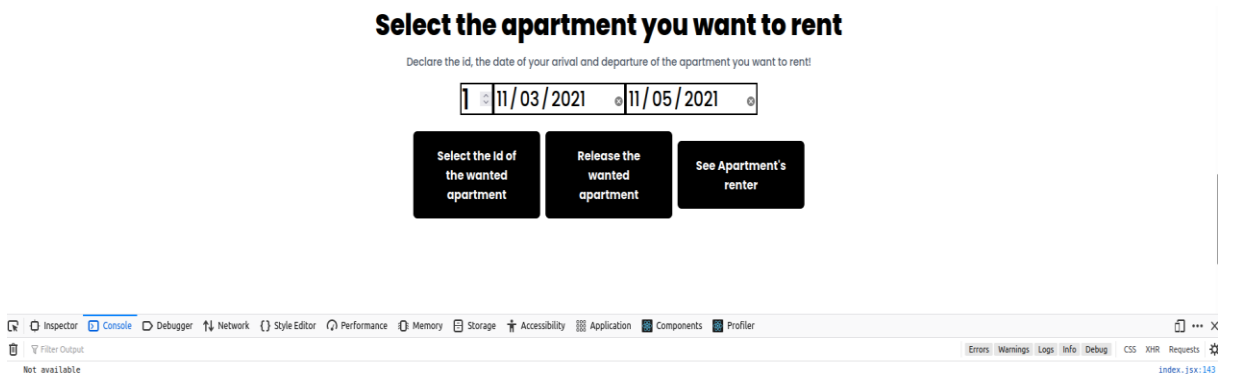 Select the apartment you want to rent
Declare the id, the date of your arival and departure of the apartment you want to rent!
1 11/03/2021 11/05/2021
Select the Id of
the wanted
apartment
Release the
wanted
apartment
See Apartment's
renter
Inspector Console Debugger Network {} Style Editor Performance Memory Storage Accessibility Application Components Profiler
Filter Output Errors Warnings Logs Info Debug CSS XHR Requests
Not available index.jsx:143